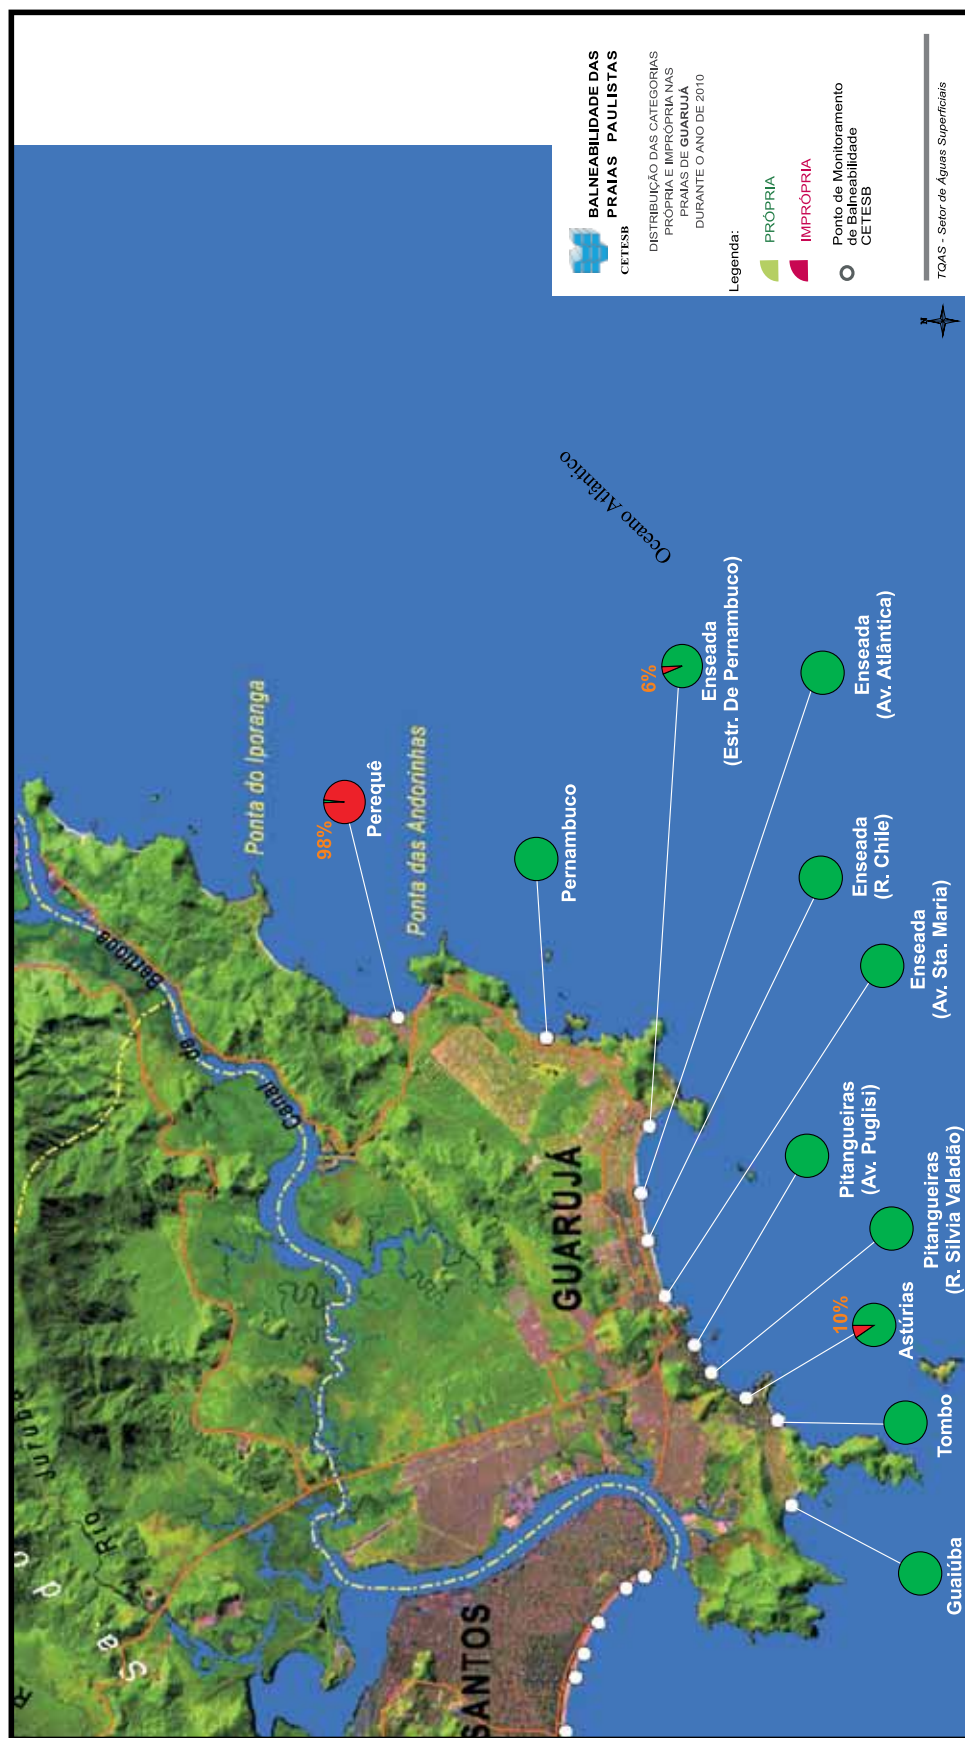 BALNEABILIDADE DAS
PRAIAS PAULISTAS
CETESB
DISTRIBUIÇÃO DAS CATEGORIAS
PRÓPRIA E IMPRÓPRIA NAS
PRAIAS DE GUARUJÁ
DURANTE O ANO DE 2010
Legenda:
PRÓPRIA
IMPRÓPRIA
Ponto de Monitoramento
de Balneabilidade
CETESB
TQAS - Setor de Águas Superficiais
N
Oceano Atlântico
Ponta do Iporanga
98%
Perequê
Ponta das Andorinhas
Pernambuco
6%
Enseada
(Estr. De Pernambuco)
Enseada
(Av. Atlântica)
Enseada
(R. Chile)
Enseada
(Av. Sta. Maria)
Pitangueiras
(Av. Puglisi)
Pitangueiras
(R. Silvia Valadão)
10%
Astúrias
Tombo
Guaiúba
GUARUJÁ
SANTOS
Canal de Bertioga
Rio